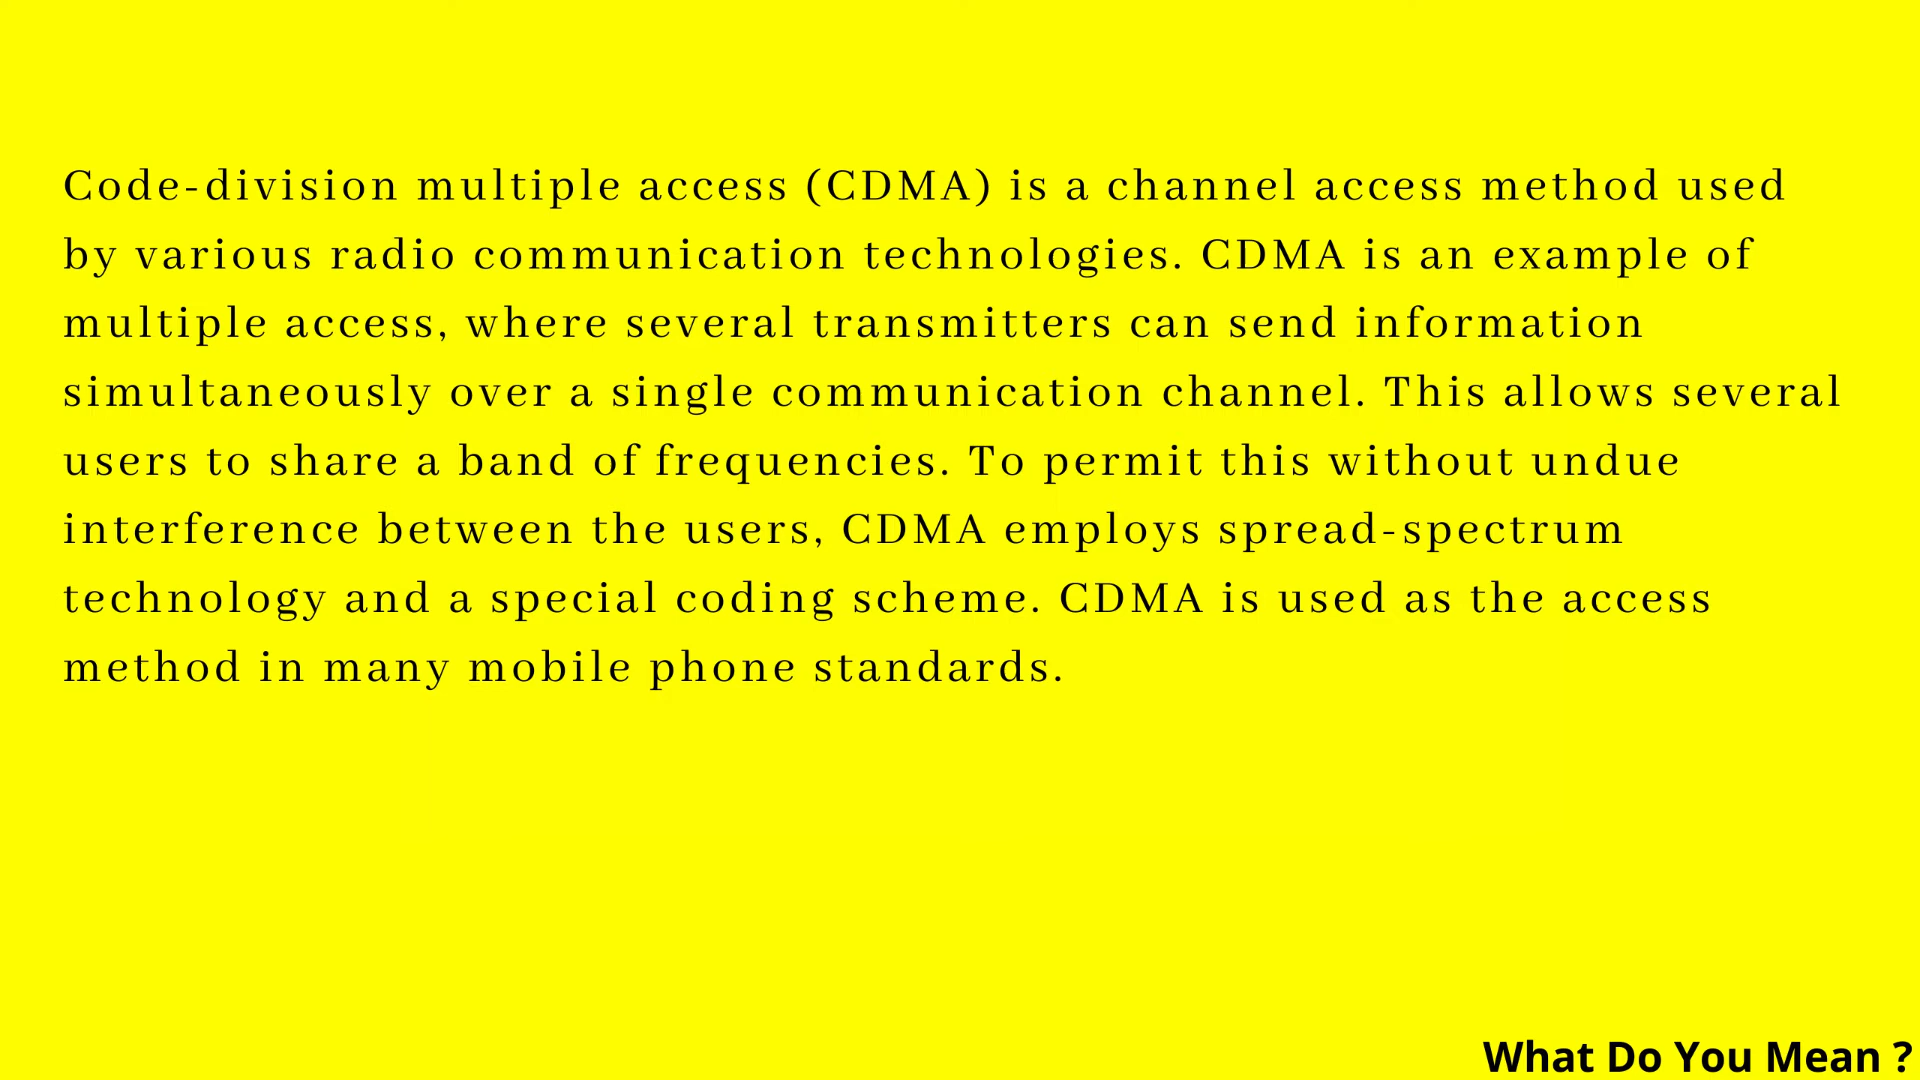 Code-division multiple access (CDMA) is a channel access method used
by various radio communication technologies. CDMA is an example of
multiple access, where several transmitters can send information
simultaneously over a single communication channel. This allows several
users to share a band of frequencies. To permit this without undue
interference between the users, CDMA employs spread-spectrum
technology and a special coding scheme. CDMA is used as the access
method in many mobile phone standards.
What Do You Mean ?